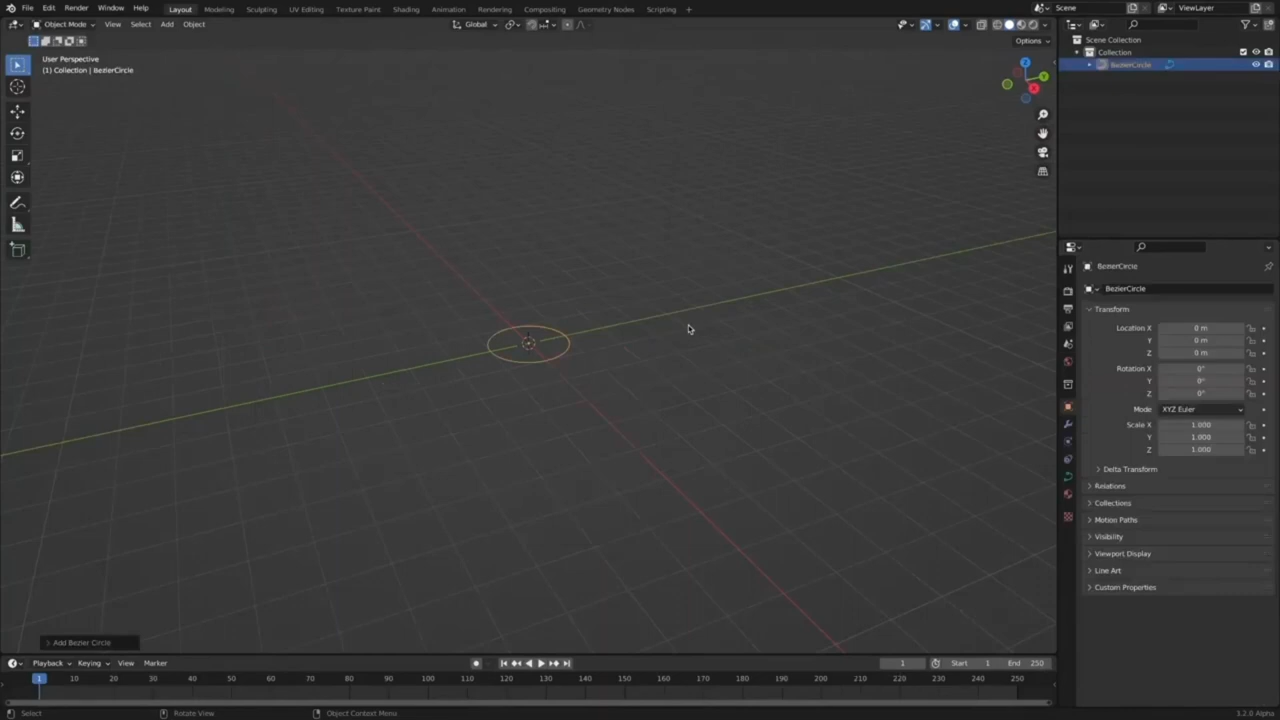 File Edit Render Window Help Layout Modeling Sculpting UV Editing Texture Paint Shading Animation Rendering Compositing Geometry Nodes Scripting + Scene ViewLayer
Object Mode View Select Add Object Global
Options
User Perspective
(1) Collection | BezierCircle
Z
Y
X
Scene Collection
Collection
BezierCircle
BezierCircle
BezierCircle
Transform
Location X 0 m
Y 0 m
Z 0 m
Rotation X 0°
Y 0°
Z 0°
Mode XYZ Euler
Scale X 1.000
Y 1.000
Z 1.000
Delta Transform
Relations
Collections
Motion Paths
Visibility
Viewport Display
Line Art
Custom Properties
Add Bezier Circle
Playback Keying View Marker 1 Start 1 End 250
1 10 20 30 40 50 60 70 80 90 100 110 120 130 140 150 160 170 180 190 200 210 220 230 240 250
Select Rotate View Object Context Menu 3.2.0 Alpha